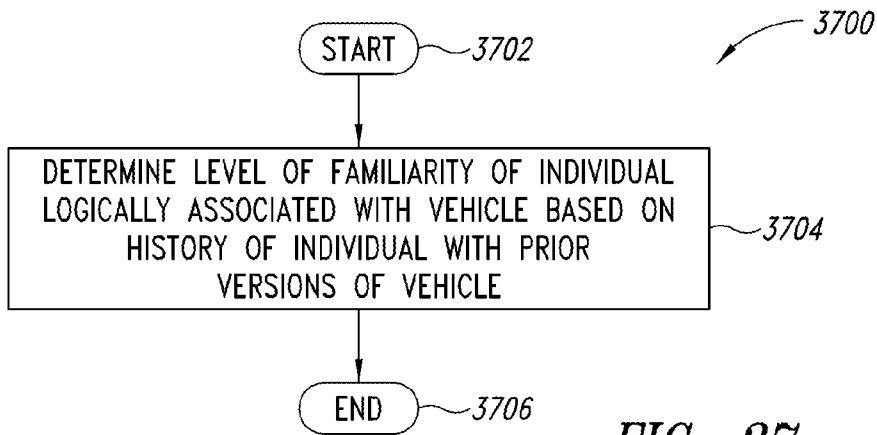 3700
START 3702
DETERMINE LEVEL OF FAMILIARITY OF INDIVIDUAL
LOGICALLY ASSOCIATED WITH VEHICLE BASED ON
HISTORY OF INDIVIDUAL WITH PRIOR
VERSIONS OF VEHICLE
3704
END 3706